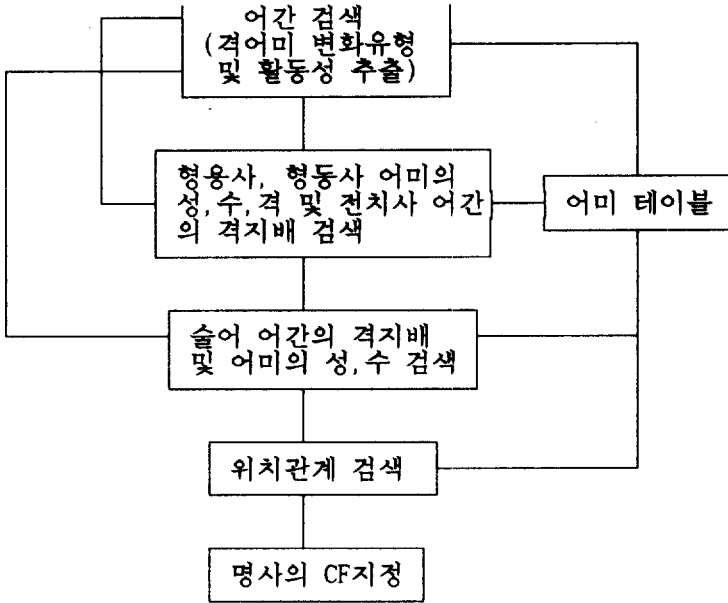 어간 검색
(격어미 변화유형
및 활동성 추출)
형용사, 형동사 어미의
성,수,격 및 전치사 어간
의 격지배 검색
어미 테이블
술어 어간의 격지배
및 어미의 성,수 검색
위치관계 검색
명사의 CF지정